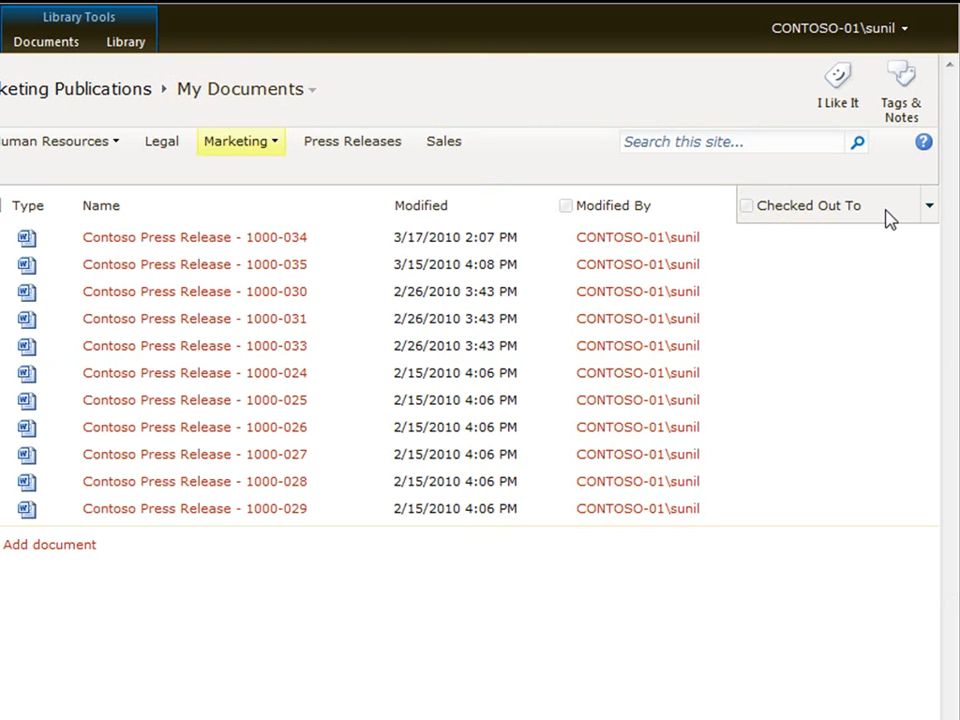 Library Tools
Documents Library
CONTOSO-01\sunil
keting Publications My Documents
I Like It
Tags & Notes
uman Resources Legal Marketing Press Releases Sales
Search this site...
Type Name Modified Modified By Checked Out To
Contoso Press Release - 1000-034 3/17/2010 2:07 PM CONTOSO-01\sunil
Contoso Press Release - 1000-035 3/15/2010 4:08 PM CONTOSO-01\sunil
Contoso Press Release - 1000-030 2/26/2010 3:43 PM CONTOSO-01\sunil
Contoso Press Release - 1000-031 2/26/2010 3:43 PM CONTOSO-01\sunil
Contoso Press Release - 1000-033 2/26/2010 3:43 PM CONTOSO-01\sunil
Contoso Press Release - 1000-024 2/15/2010 4:06 PM CONTOSO-01\sunil
Contoso Press Release - 1000-025 2/15/2010 4:06 PM CONTOSO-01\sunil
Contoso Press Release - 1000-026 2/15/2010 4:06 PM CONTOSO-01\sunil
Contoso Press Release - 1000-027 2/15/2010 4:06 PM CONTOSO-01\sunil
Contoso Press Release - 1000-028 2/15/2010 4:06 PM CONTOSO-01\sunil
Contoso Press Release - 1000-029 2/15/2010 4:06 PM CONTOSO-01\sunil
Add document